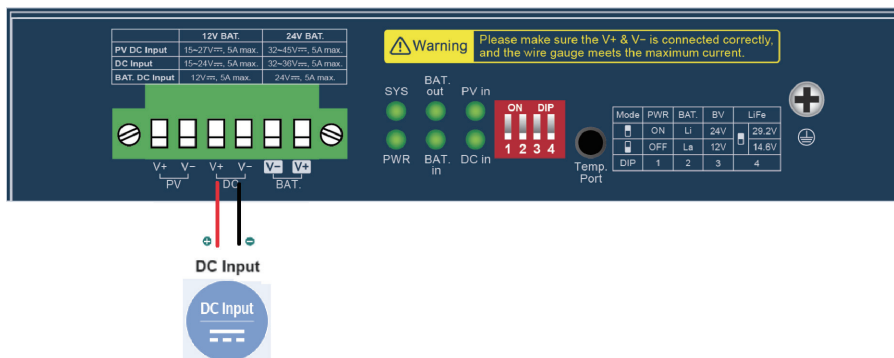 12V BAT. 24V BAT.
PV DC Input 15~27V⎓, 5A max. 32~45V⎓, 5A max.
DC Input 15~24V⎓, 5A max. 32~36V⎓, 5A max.
BAT. DC Input 12V⎓, 5A max. 24V⎓, 5A max.
Warning
Please make sure the V+ & V− is connected correctly,
and the wire gauge meets the maximum current.
SYS BAT. out PV in
PWR BAT. in DC in
ON DIP
1 2 3 4
Temp.
Port
Mode PWR BAT. BV LiFe
ON Li 24V 29.2V
OFF La 12V 14.6V
DIP 1 2 3 4
V+ V− V+ V− V− V+
PV DC BAT.
+ −
DC Input
DC Input